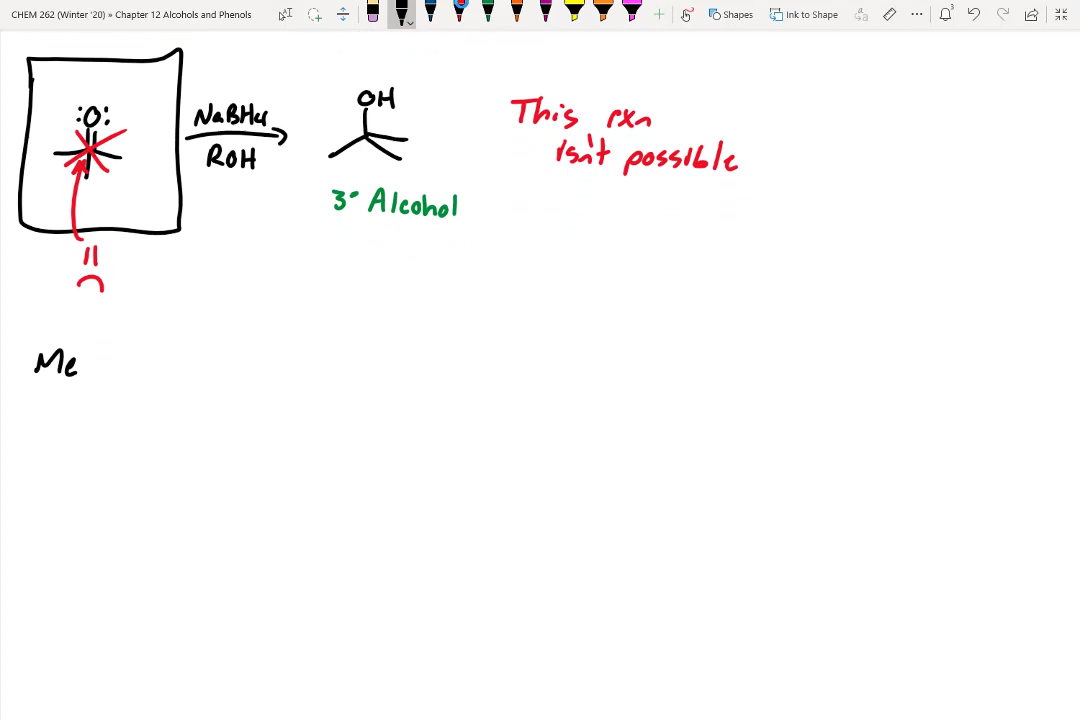 CHEM 262 (Winter '20) » Chapter 12 Alcohols and Phenols
Shapes
Ink to Shape
:O:
NaBH4
ROH
OH
This rxn
isn't possible
3° Alcohol
Me